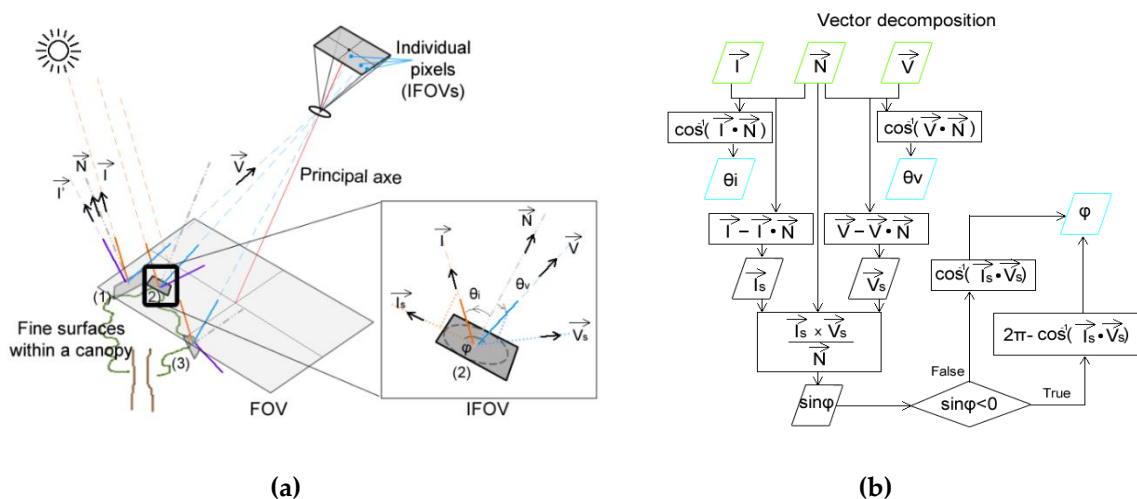 Individual
pixels
(IFOVs)
N
I
I'
V
Principal axe
(1)
(2)
(3)
Fine surfaces
within a canopy
FOV
N
I
V
θi
θv
Is
Vs
φ
(2)
IFOV
(a)
Vector decomposition
I
N
V
cos⁻¹(I • N)
cos⁻¹(V • N)
θi
θv
φ
I – I • N
V – V • N
cos⁻¹(Is • Vs)
Is
Vs
Is × Vs
N
2π - cos⁻¹(Is • Vs)
False
True
sinφ
sinφ<0
(b)